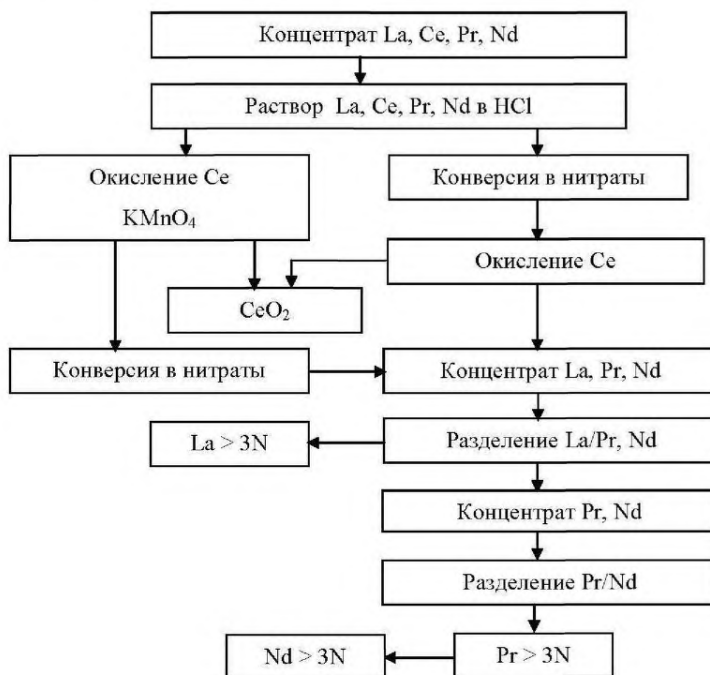 Концентрат La, Ce, Pr, Nd
Раствор La, Ce, Pr, Nd в HCl
Окисление Ce
KMnO₄
Конверсия в нитраты
Окисление Ce
CeO₂
Конверсия в нитраты
Концентрат La, Pr, Nd
La > 3N
Разделение La/Pr, Nd
Концентрат Pr, Nd
Разделение Pr/Nd
Nd > 3N
Pr > 3N